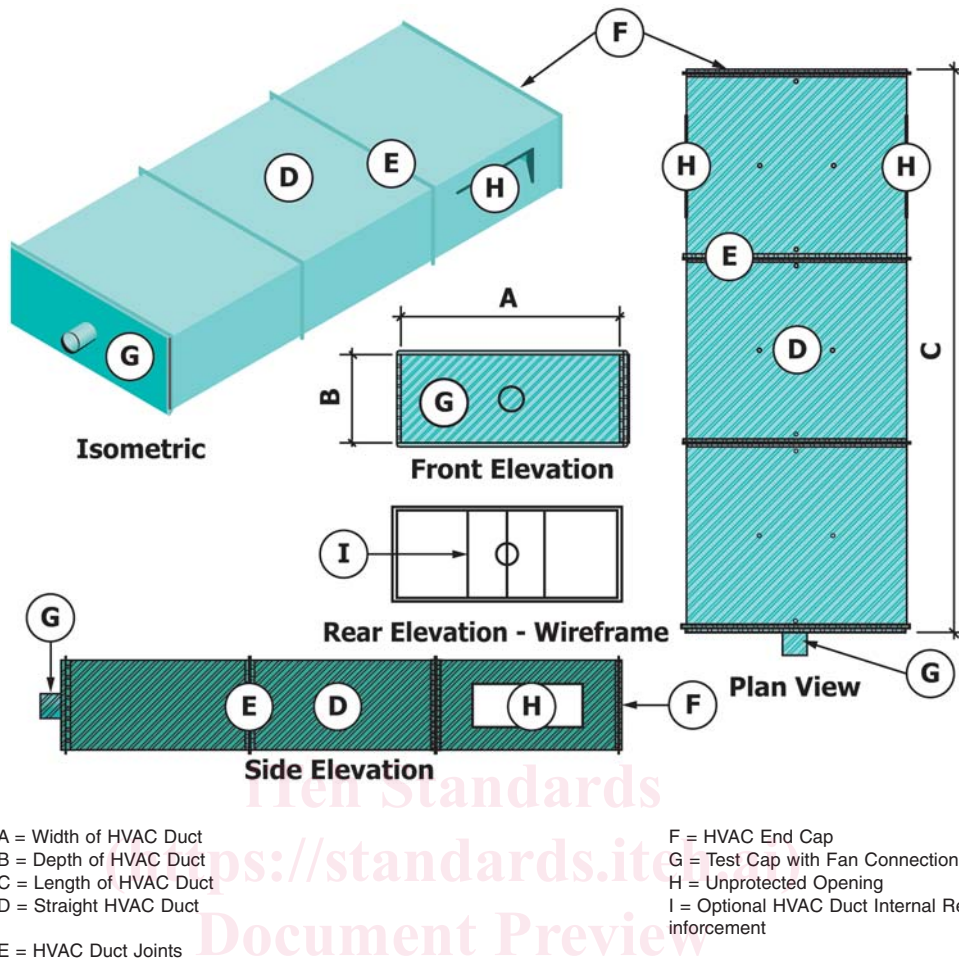 F
D
E
H
G
Isometric
A
B
G
Front Elevation
I
Rear Elevation - Wireframe
G
E
D
H
F
Side Elevation
H
H
E
D
C
G
Plan View
iTeh Standards
(https://standards.iteh.ai)
Document Preview
A = Width of HVAC Duct
B = Depth of HVAC Duct
C = Length of HVAC Duct
D = Straight HVAC Duct
E = HVAC Duct Joints
F = HVAC End Cap
G = Test Cap with Fan Connection
H = Unprotected Opening
I = Optional HVAC Duct Internal Re
inforcement